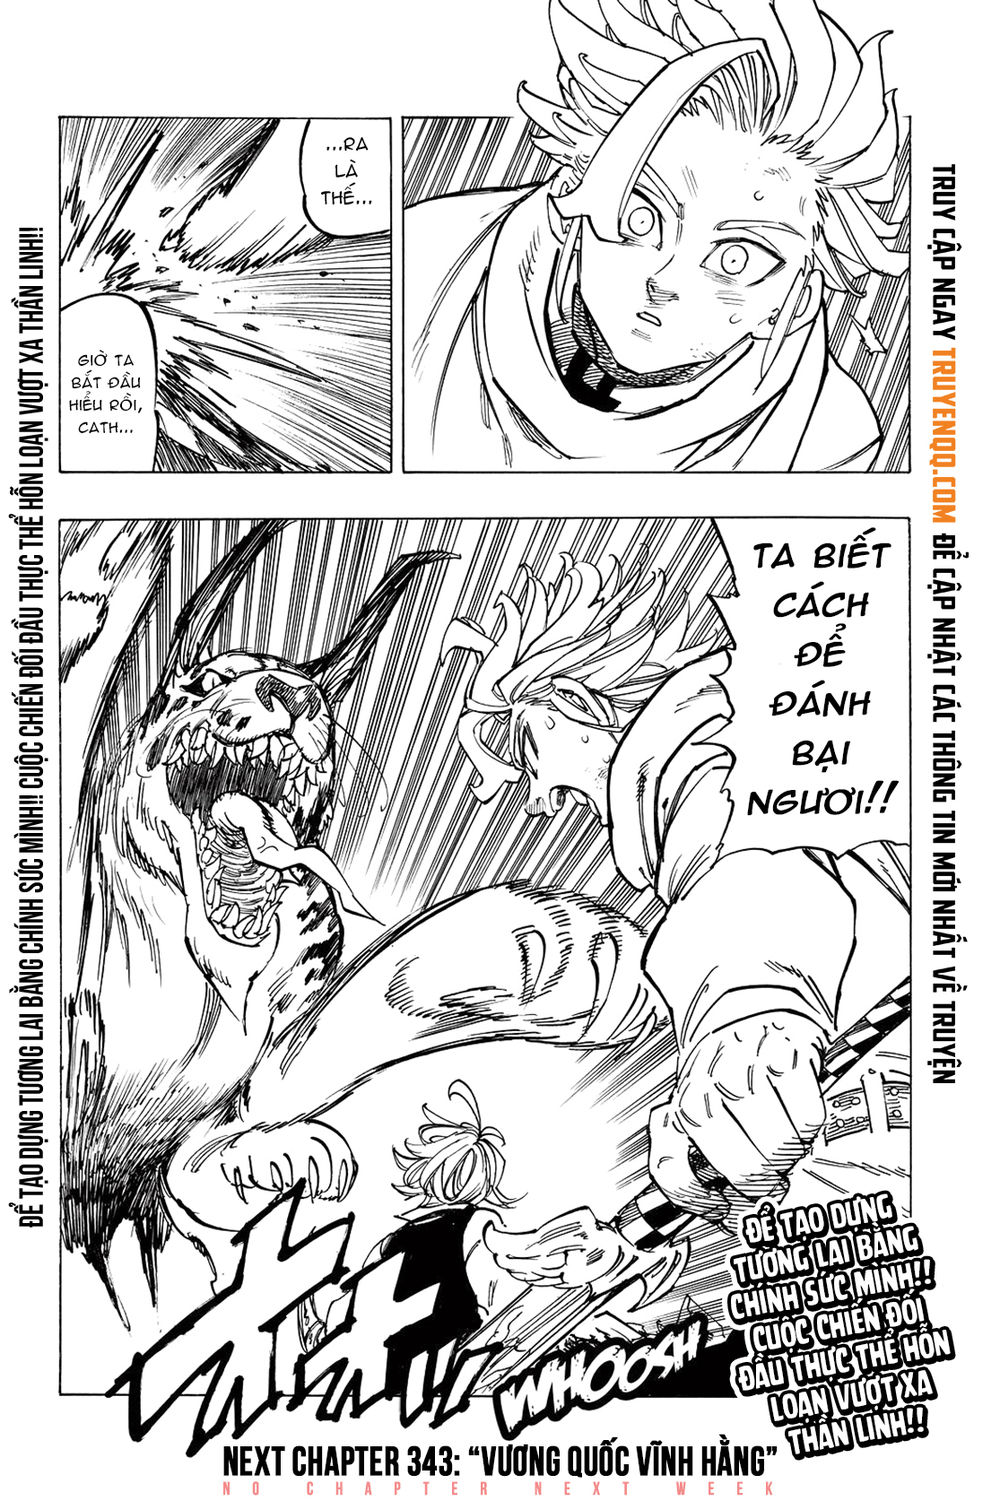 ...RA
LÀ
THẾ...
GIỜ TA
BẮT ĐẦU
HIỂU RỒI,
CATH...
TA BIẾT
CÁCH
ĐỂ
ĐÁNH
BẠI
NGƯƠI!!
WHOOSH
ĐỂ TẠO DỰNG
TƯƠNG LAI BẰNG
CHÍNH SỨC MÌNH!!
CUỘC CHIẾN ĐỐI
ĐẦU THỰC THỂ HỖN
LOẠN VƯỢT XA
THẦN LINH!!
ĐỂ TẠO DỰNG TƯƠNG LAI BẰNG CHÍNH SỨC MÌNH!! CUỘC CHIẾN ĐỐI ĐẦU THỰC THỂ HỖN LOẠN VƯỢT XA THẦN LINH!!
TRUY CẬP NGAY TRUYENQQ.COM ĐỂ CẬP NHẬT CÁC THÔNG TIN MỚI NHẤT VỀ TRUYỆN
NEXT CHAPTER 343: “VƯƠNG QUỐC VĨNH HẰNG”
NO CHAPTER NEXT WEEK